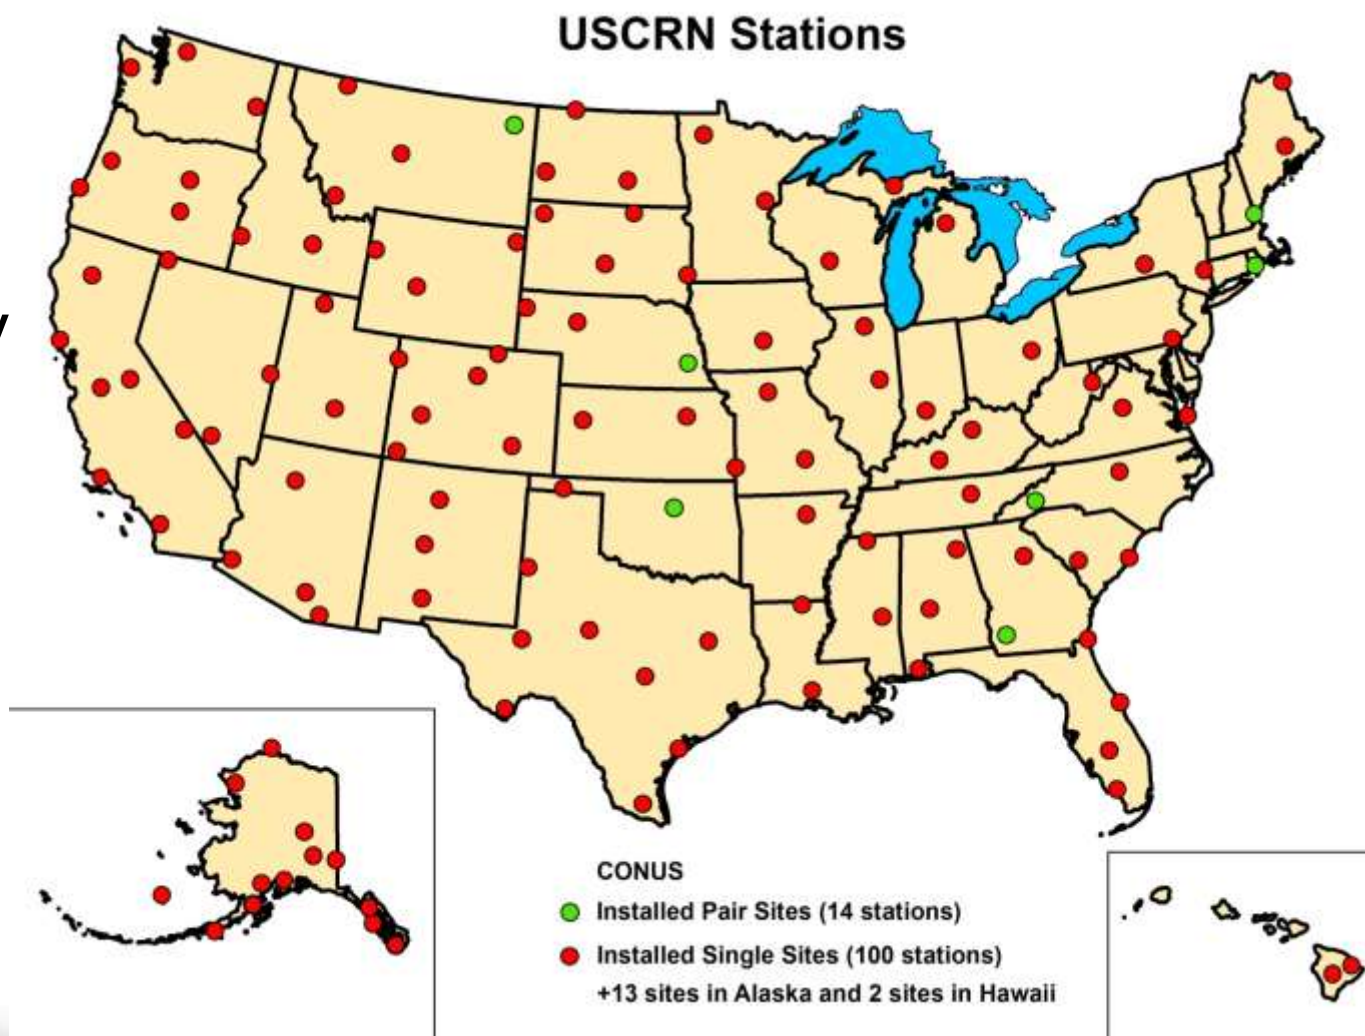 USCRN Stations
y
CONUS
Installed Pair Sites (14 stations)
Installed Single Sites (100 stations)
+13 sites in Alaska and 2 sites in Hawaii